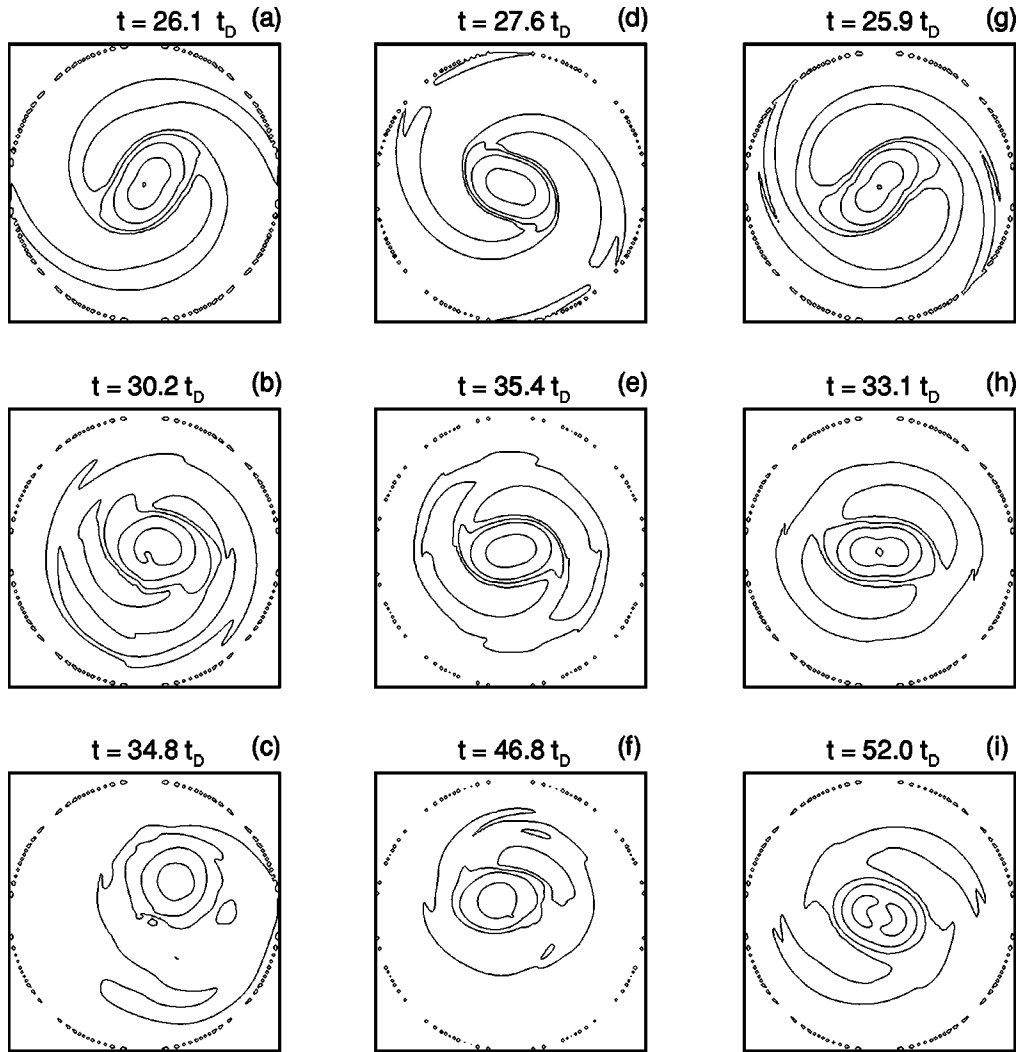 t = 26.1 t_D (a)
t = 27.6 t_D (d)
t = 25.9 t_D (g)
t = 30.2 t_D (b)
t = 35.4 t_D (e)
t = 33.1 t_D (h)
t = 34.8 t_D (c)
t = 46.8 t_D (f)
t = 52.0 t_D (i)